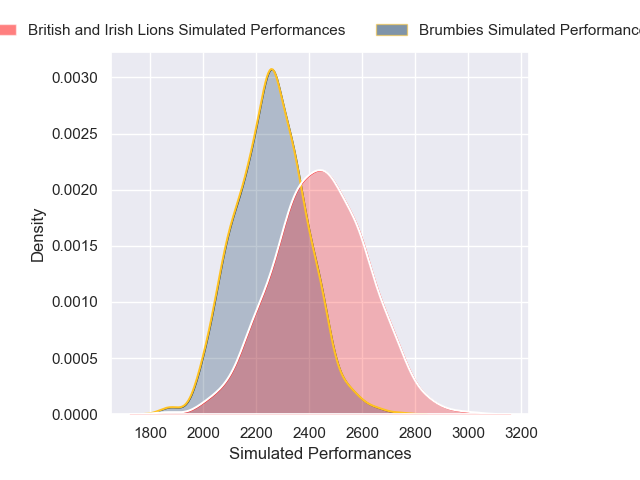 British and Irish Lions Simulated Performances Brumbies Simulated Performance
0.0030
0.0025
0.0020
0.0015
0.0010
0.0005
0.0000
Density
1800 2000 2200 2400 2600 2800 3000 3200
Simulated Performances